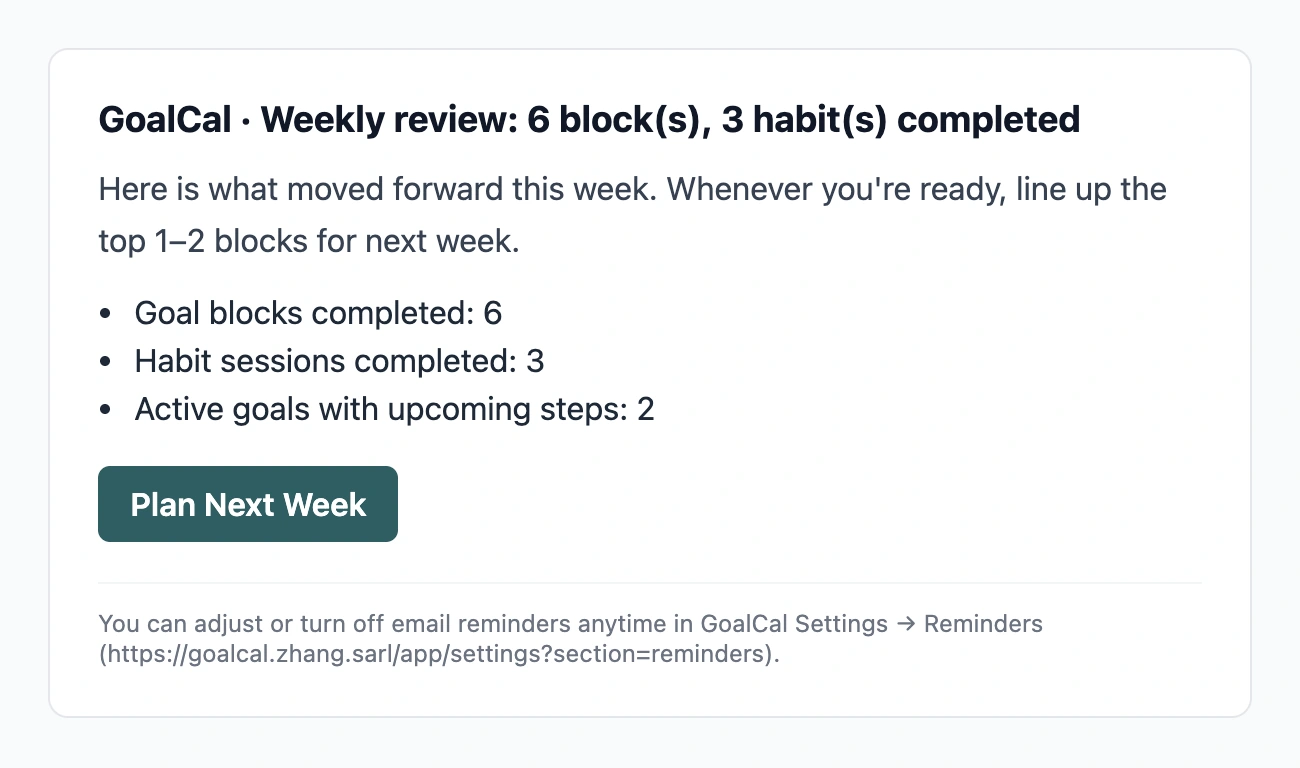 GoalCal · Weekly review: 6 block(s), 3 habit(s) completed
Here is what moved forward this week. Whenever you're ready, line up the
top 1–2 blocks for next week.
• Goal blocks completed: 6
• Habit sessions completed: 3
• Active goals with upcoming steps: 2
Plan Next Week
You can adjust or turn off email reminders anytime in GoalCal Settings → Reminders
(https://goalcal.zhang.sarl/app/settings?section=reminders).